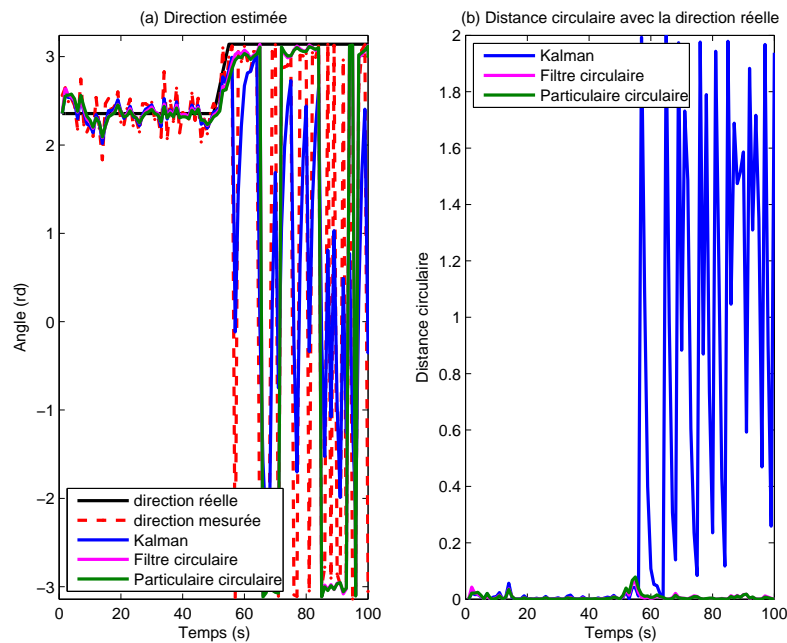 (a) Direction estimée
3
2
1
0
−1
−2
−3
0
20
40
60
80
100
Angle (rd)
Temps (s)
direction réelle
direction mesurée
Kalman
Filtre circulaire
Particulaire circulaire
(b) Distance circulaire avec la direction réelle
2
1.8
1.6
1.4
1.2
1
0.8
0.6
0.4
0.2
0
0
20
40
60
80
100
Distance circulaire
Temps (s)
Kalman
Filtre circulaire
Particulaire circulaire